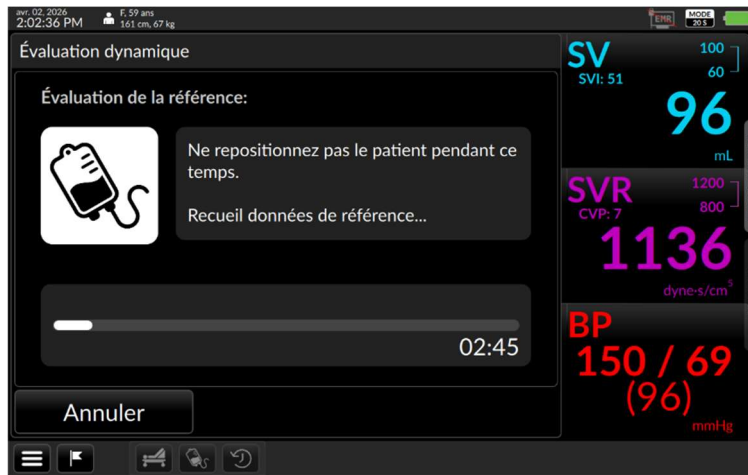 avr. 02, 2026
2:02:36 PM
F, 59 ans
161 cm, 67 kg
EMR
MODE
20 S
Évaluation dynamique
Évaluation de la référence:
Ne repositionnez pas le patient pendant ce
temps.
Recueil données de référence...
02:45
Annuler
SV
SVI: 51
100
60
96
mL
SVR
CVP: 7
1200
800
1136
dyne·s/cm⁵
BP
150 / 69
(96)
mmHg